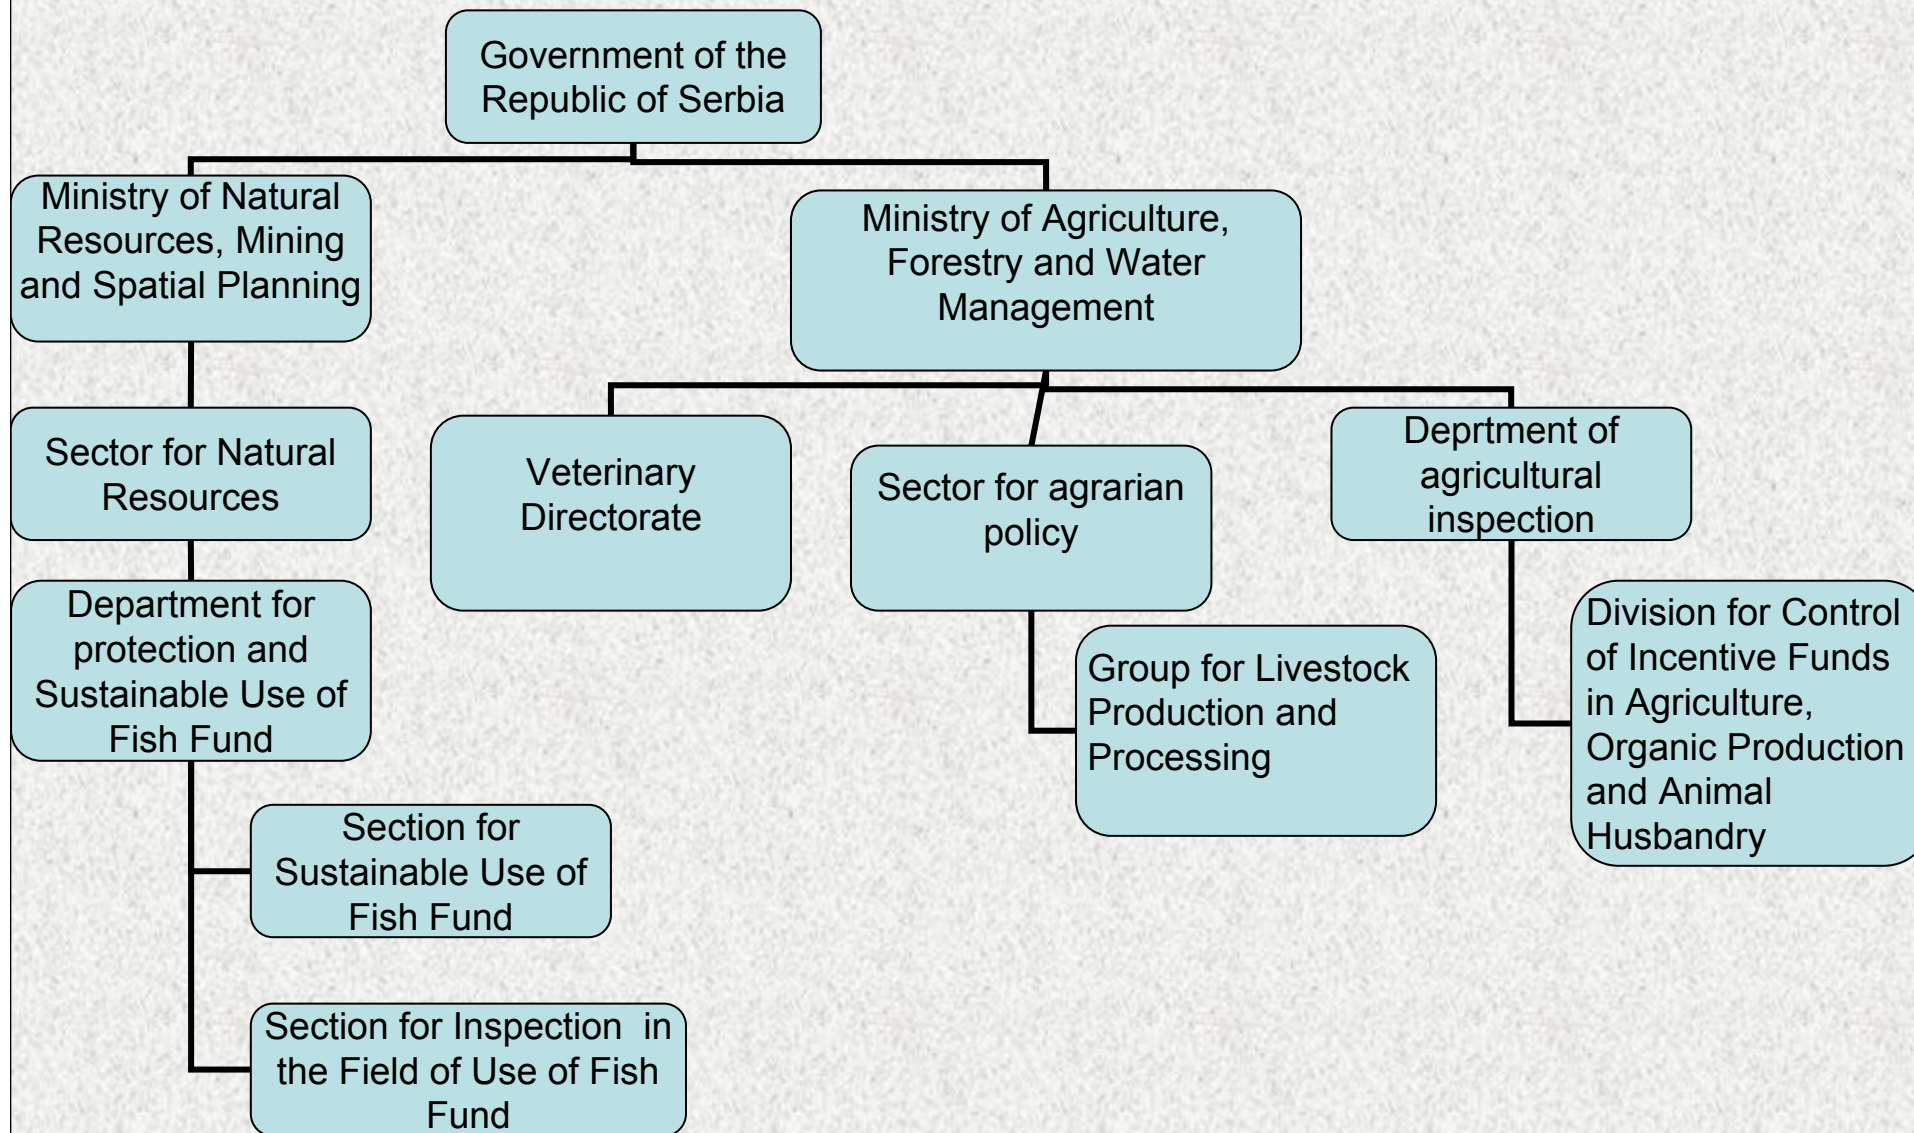 Government of the
Republic of Serbia
Ministry of Natural
Resources, Mining
and Spatial Planning
Ministry of Agriculture,
Forestry and Water
Management
Sector for Natural
Resources
Veterinary
Directorate
Sector for agrarian
policy
Deprtment of
agricultural
inspection
Department for
protection and
Sustainable Use of
Fish Fund
Group for Livestock
Production and
Processing
Division for Control
of Incentive Funds
in Agriculture,
Organic Production
and Animal
Husbandry
Section for
Sustainable Use of
Fish Fund
Section for Inspection  in
the Field of Use of Fish
Fund